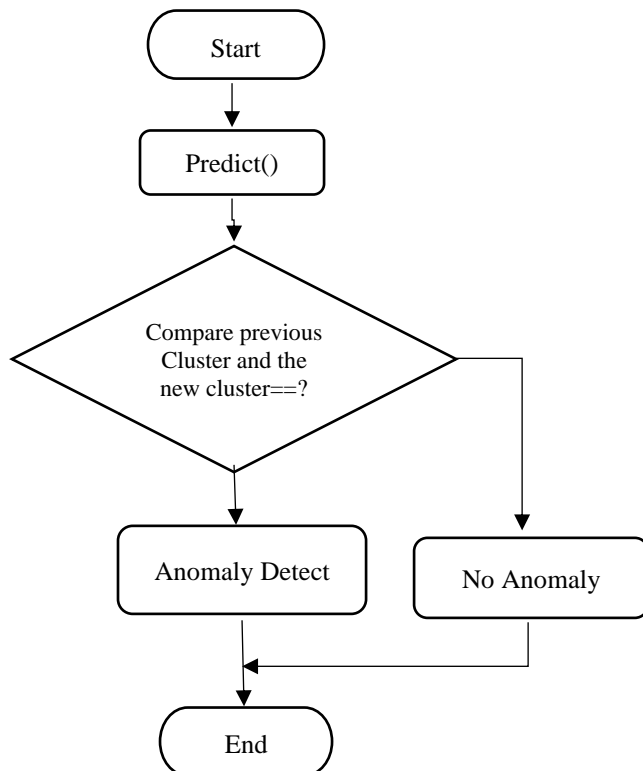 Start
Predict()
Compare previous
Cluster and the
new cluster==?
Anomaly Detect
No Anomaly
End